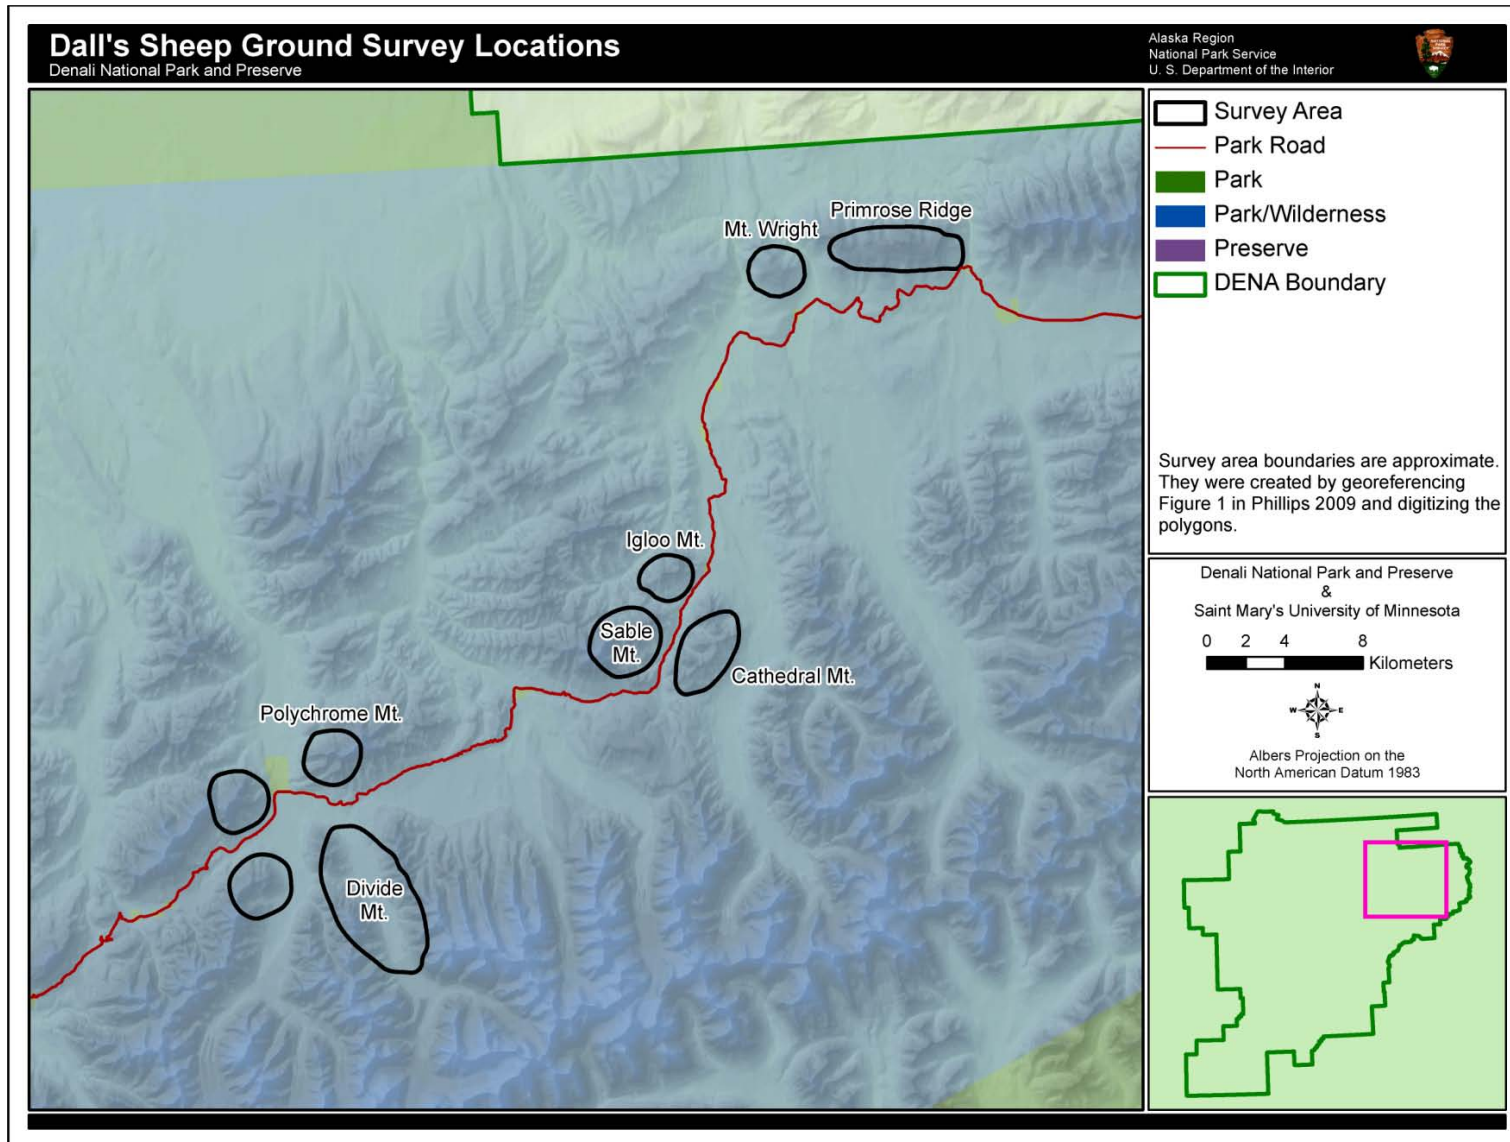 Dall's Sheep Ground Survey Locations
Denali National Park and Preserve
Alaska Region
National Park Service
U. S. Department of the Interior
Primrose Ridge
Mt. Wright
Igloo Mt.
Sable
Mt.
Cathedral Mt.
Polychrome Mt.
Divide
Mt.
Survey Area
Park Road
Park
Park/Wilderness
Preserve
DENA Boundary
Survey area boundaries are approximate.
They were created by georeferencing
Figure 1 in Phillips 2009 and digitizing the
polygons.
Denali National Park and Preserve
&
Saint Mary's University of Minnesota
0 2 4 8
Kilometers
N
W E
S
Albers Projection on the
North American Datum 1983